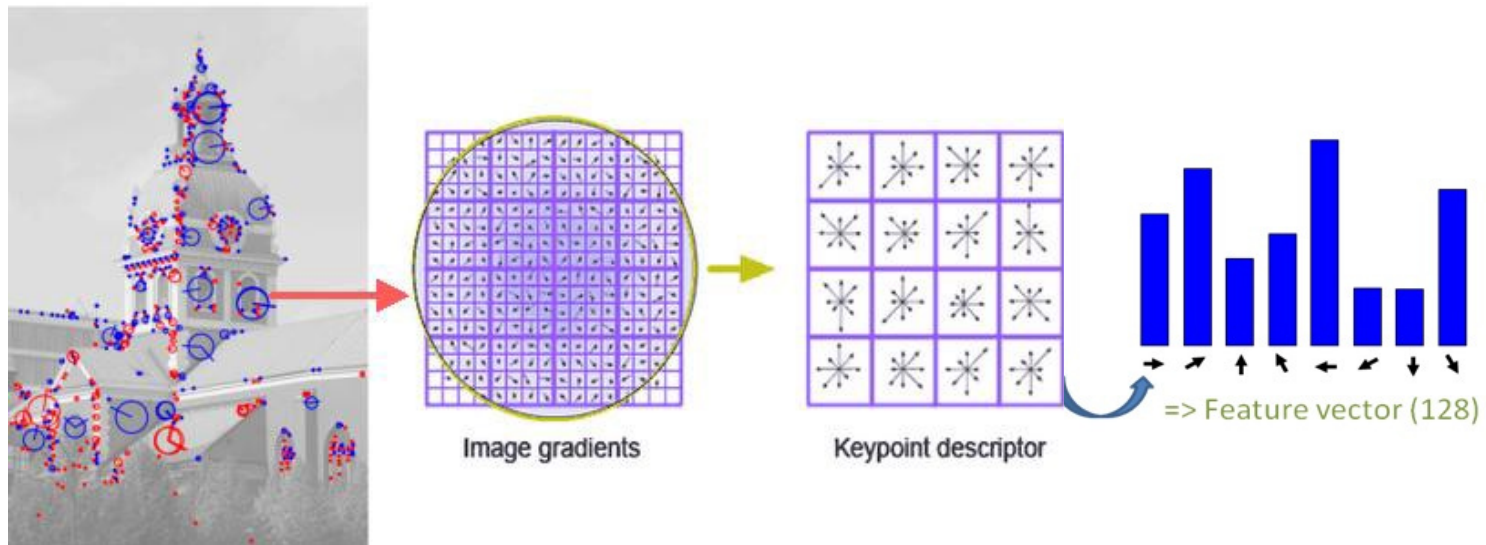 Image gradients
Keypoint descriptor
=> Feature vector (128)